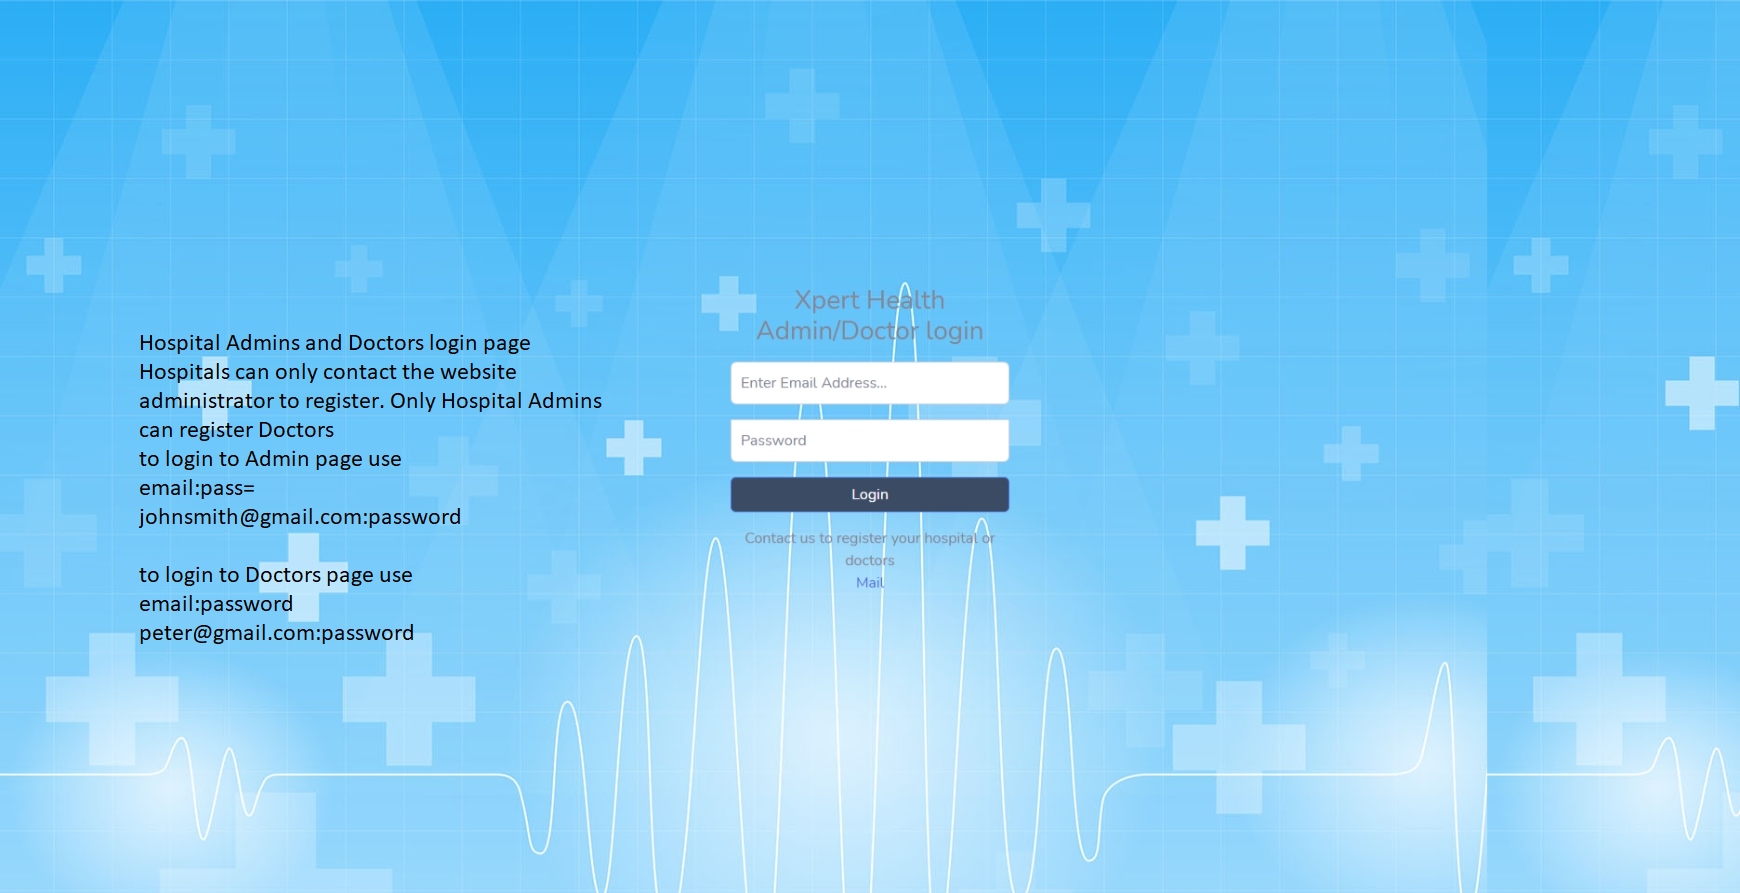 Hospital Admins and Doctors login page
Hospitals can only contact the website
administrator to register. Only Hospital Admins
can register Doctors
to login to Admin page use
email:pass=
johnsmith@gmail.com:password
to login to Doctors page use
email:password
peter@gmail.com:password
Xpert Health
Admin/Doctor login
Enter Email Address...
Password
Login
Contact us to register your hospital or
doctors
Mail